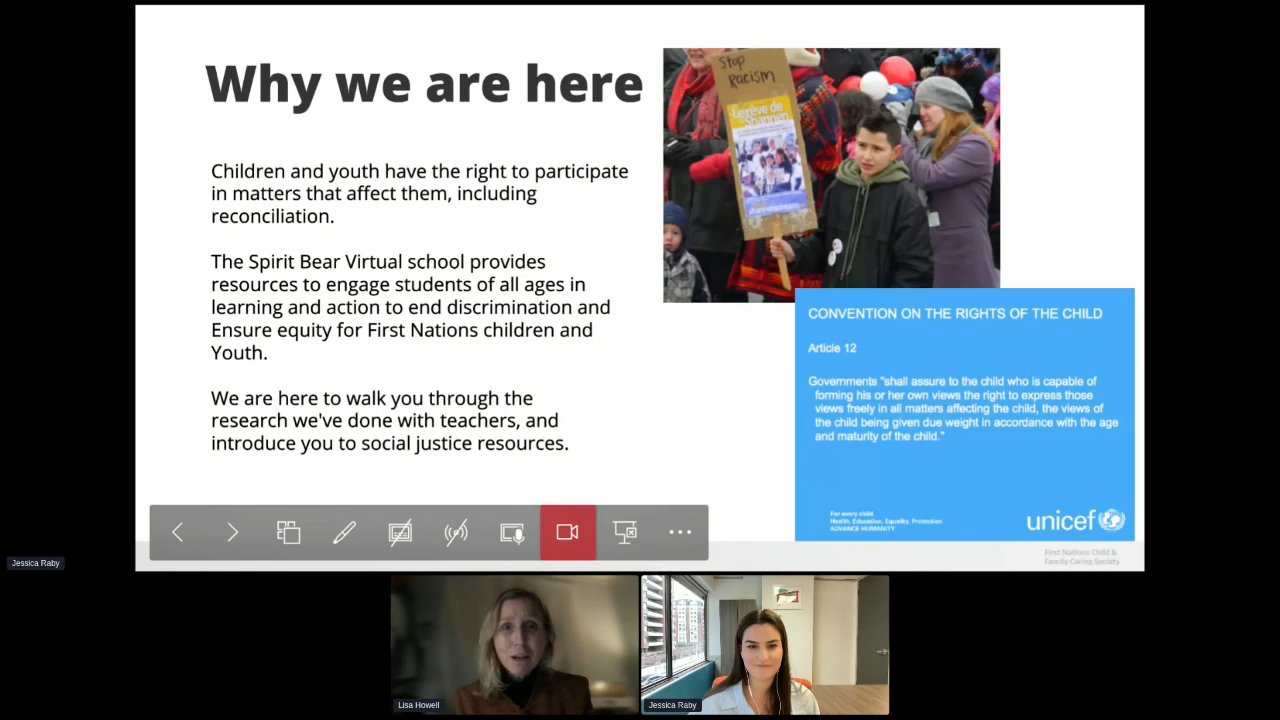 Why we are here
Children and youth have the right to participate
in matters that affect them, including
reconciliation.
The Spirit Bear Virtual school provides
resources to engage students of all ages in
learning and action to end discrimination and
Ensure equity for First Nations children and
Youth.
We are here to walk you through the
research we've done with teachers, and
introduce you to social justice resources.
Stop
Racism
Le rêve de
Shannen
CONVENTION ON THE RIGHTS OF THE CHILD
Article 12
Governments "shall assure to the child who is capable of
forming his or her own views the right to express those
views freely in all matters affecting the child, the views of
the child being given due weight in accordance with the age
and maturity of the child."
For every child
Health, Education, Equality, Protection
ADVANCE HUMANITY
unicef
First Nations Child &
Family Caring Society
Jessica Raby
Lisa Howell
Jessica Raby